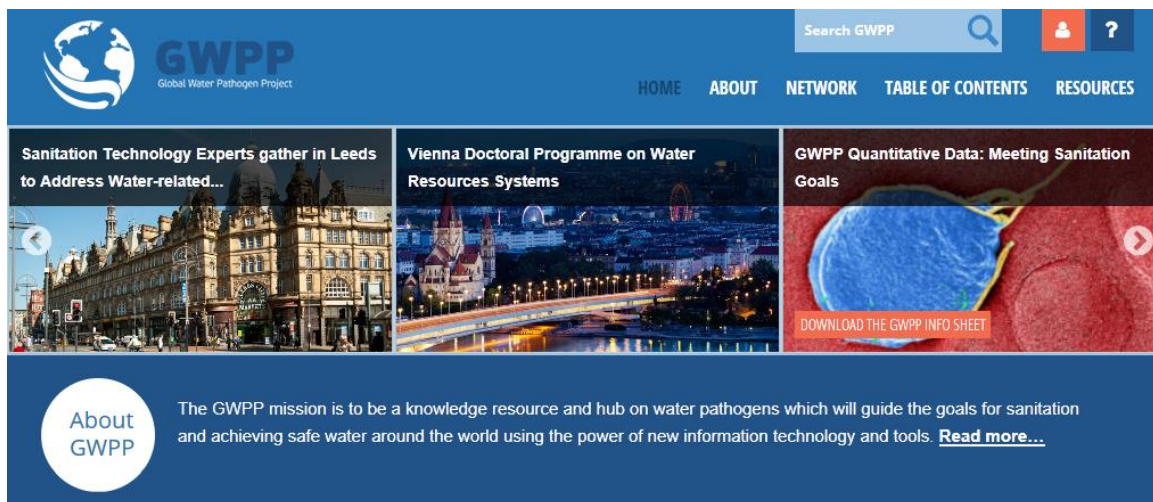 GWPP
Global Water Pathogen Project
Search GWPP
?
HOME ABOUT NETWORK TABLE OF CONTENTS RESOURCES
Sanitation Technology Experts gather in Leeds
to Address Water-related...
Vienna Doctoral Programme on Water
Resources Systems
GWPP Quantitative Data: Meeting Sanitation
Goals
DOWNLOAD THE GWPP INFO SHEET
About
GWPP
The GWPP mission is to be a knowledge resource and hub on water pathogens which will guide the goals for sanitation
and achieving safe water around the world using the power of new information technology and tools. Read more...